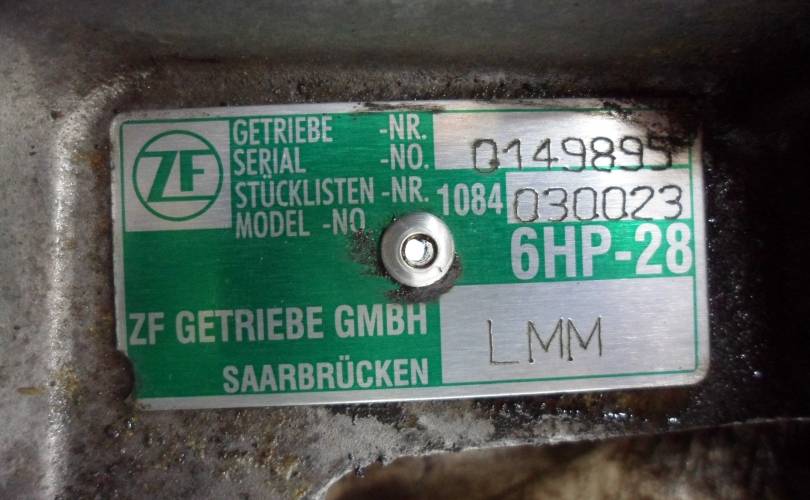 ZF
GETRIEBE -NR.
SERIAL -NO. 0149895
STÜCKLISTEN -NR. 1084 030023
MODEL -NO
6HP-28
ZF GETRIEBE GMBH
SAARBRÜCKEN
LMM